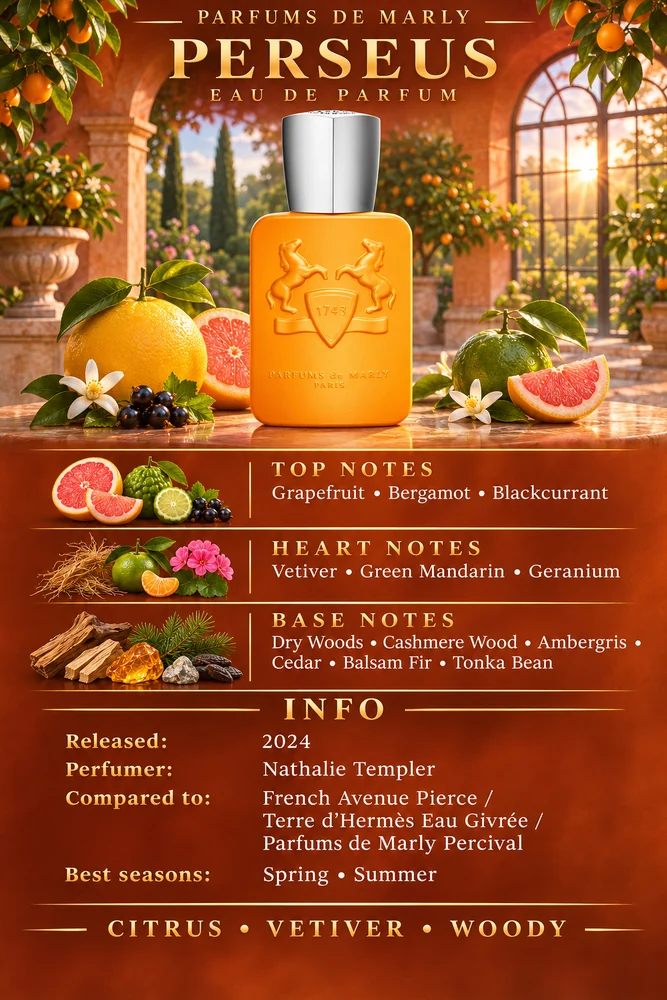 PARFUMS DE MARLY
PERSEUS
EAU DE PARFUM
1743
PARFUMS de MARLY
PARIS
TOP NOTES
Grapefruit • Bergamot • Blackcurrant
HEART NOTES
Vetiver • Green Mandarin • Geranium
BASE NOTES
Dry Woods • Cashmere Wood • Ambergris •
Cedar • Balsam Fir • Tonka Bean
INFO
Released: 2024
Perfumer: Nathalie Templer
Compared to: French Avenue Pierce /
Terre d'Hermès Eau Givrée /
Parfums de Marly Percival
Best seasons: Spring • Summer
CITRUS • VETIVER • WOODY